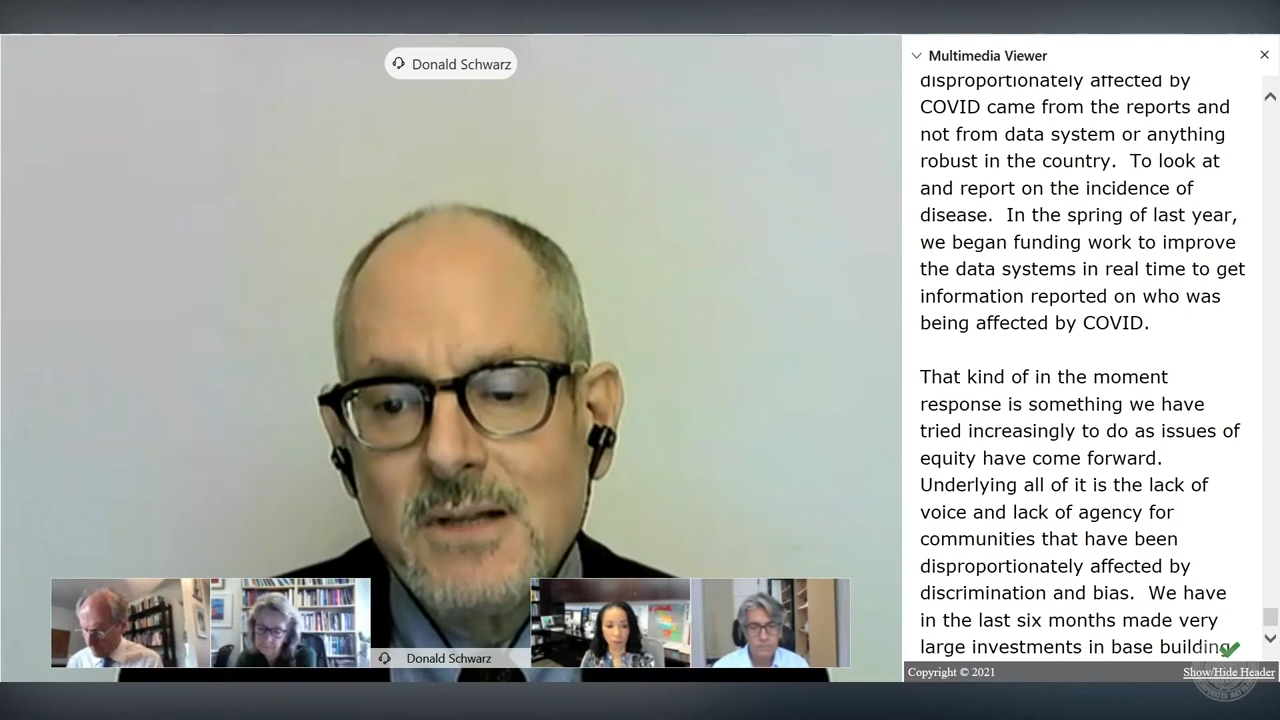 Donald Schwarz
Multimedia Viewer
disproportionately affected by
COVID came from the reports and
not from data system or anything
robust in the country.  To look at
and report on the incidence of
disease.  In the spring of last year,
we began funding work to improve
the data systems in real time to get
information reported on who was
being affected by COVID.
That kind of in the moment
response is something we have
tried increasingly to do as issues of
equity have come forward.
Underlying all of it is the lack of
voice and lack of agency for
communities that have been
disproportionately affected by
discrimination and bias.  We have
in the last six months made very
large investments in base building
Donald Schwarz
Copyright © 2021
Show/Hide Header